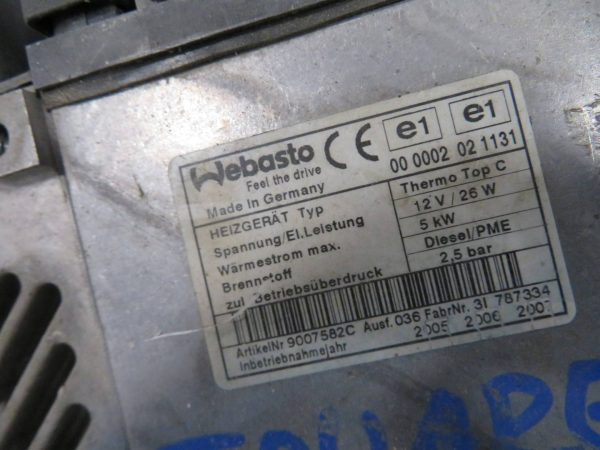 Webasto CE e1 e1
Feel the drive 00 0002 02 1131
Made in Germany
HEIZGERÄT Typ Thermo Top C
Spannung/El.Leistung 12 V / 26 W
Wärmestrom max. 5 kW
Brennstoff Diesel/PME
zul Betriebsüberdruck 2,5 bar
ArtikelNr 9007582C Ausf. 036 FabrNr. 31 787334
Inbetriebnahmejahr 2005 2006 2007